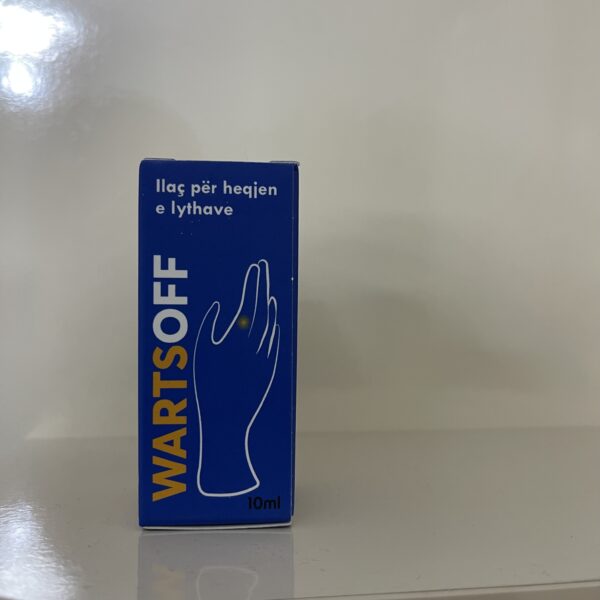 Ilaç për heqjen
e lythave
WARTSOFF
10ml